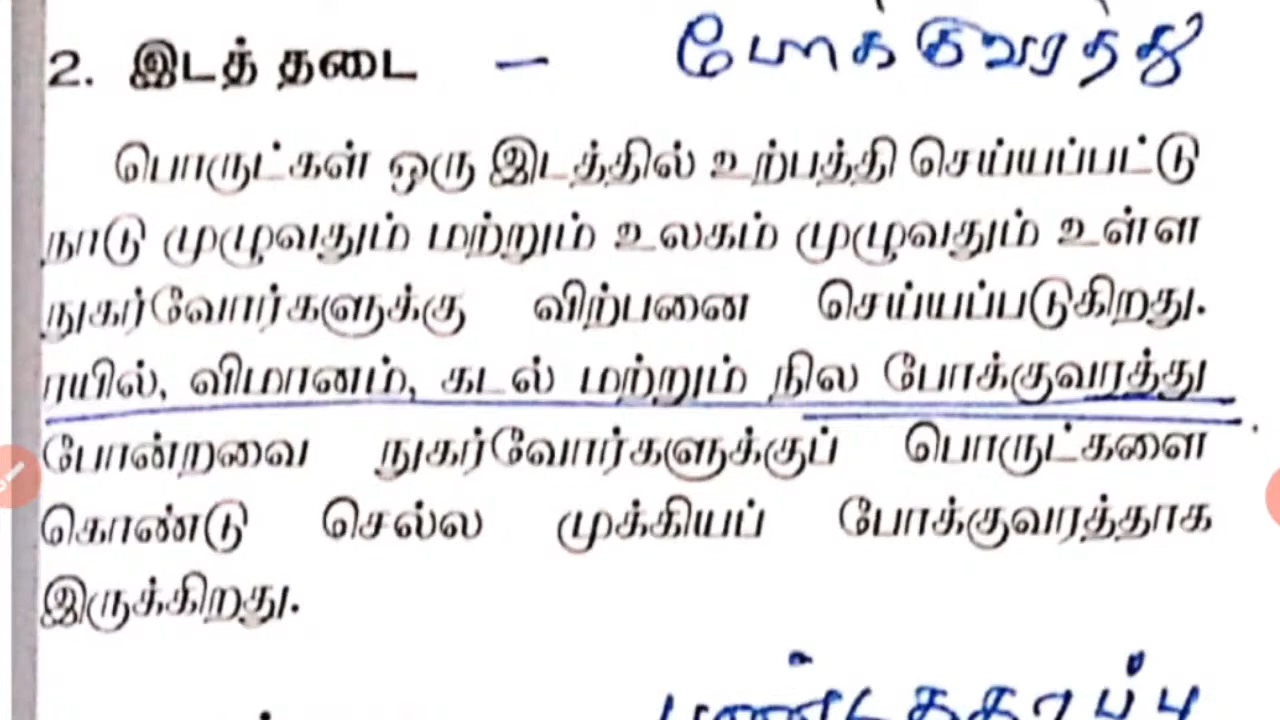 2. இடத் தடை – போக்குவரத்து
பொருட்கள் ஒரு இடத்தில் உற்பத்தி செய்யப்பட்டு
நாடு முழுவதும் மற்றும் உலகம் முழுவதும் உள்ள
நுகர்வோர்களுக்கு விற்பனை செய்யப்படுகிறது.
ரயில், விமானம், கடல் மற்றும் நில போக்குவரத்து
போன்றவை நுகர்வோர்களுக்குப் பொருட்களை
கொண்டு செல்ல முக்கியப் போக்குவரத்தாக
இருக்கிறது.